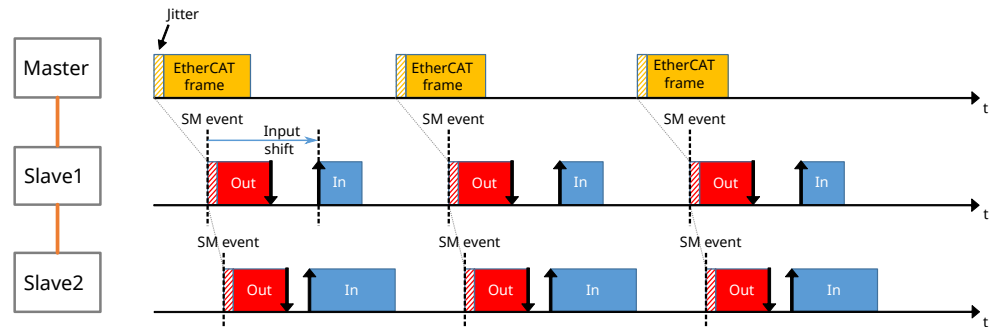 Jitter
Master
EtherCAT
frame
EtherCAT
frame
EtherCAT
frame
t
SM event
Input
shift
SM event
SM event
Slave1
Out
In
Out
In
Out
In
t
SM event
SM event
SM event
Slave2
Out
In
Out
In
Out
In
t